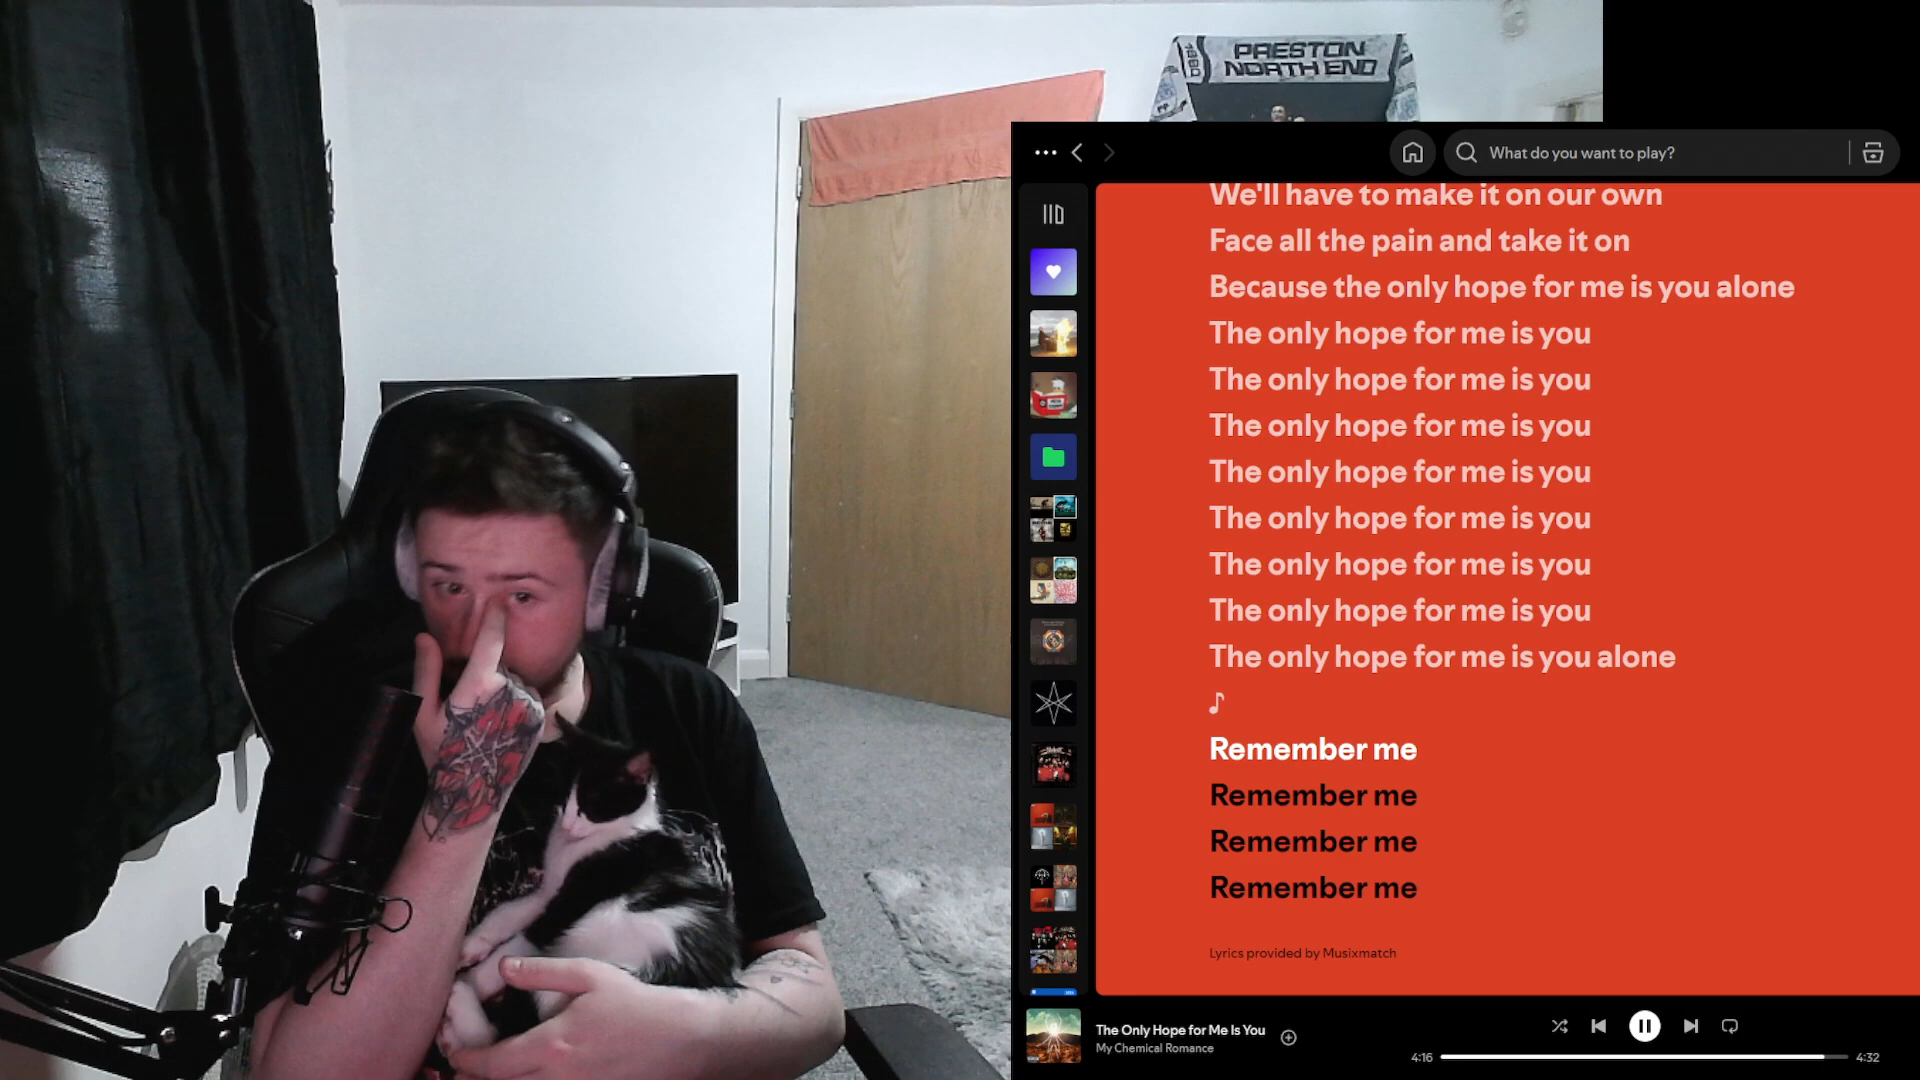 1880
PRESTON
NORTH END
What do you want to play?
We'll have to make it on our own
Face all the pain and take it on
Because the only hope for me is you alone
The only hope for me is you
The only hope for me is you
The only hope for me is you
The only hope for me is you
The only hope for me is you
The only hope for me is you
The only hope for me is you
The only hope for me is you alone
♪
Remember me
Remember me
Remember me
Remember me
Lyrics provided by Musixmatch
The Only Hope for Me Is You
My Chemical Romance
4:16
4:32